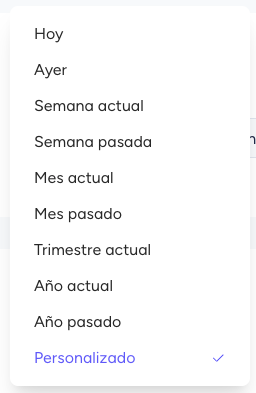 Hoy
Ayer
Semana actual
Semana pasada
Mes actual
Mes pasado
Trimestre actual
Año actual
Año pasado
Personalizado